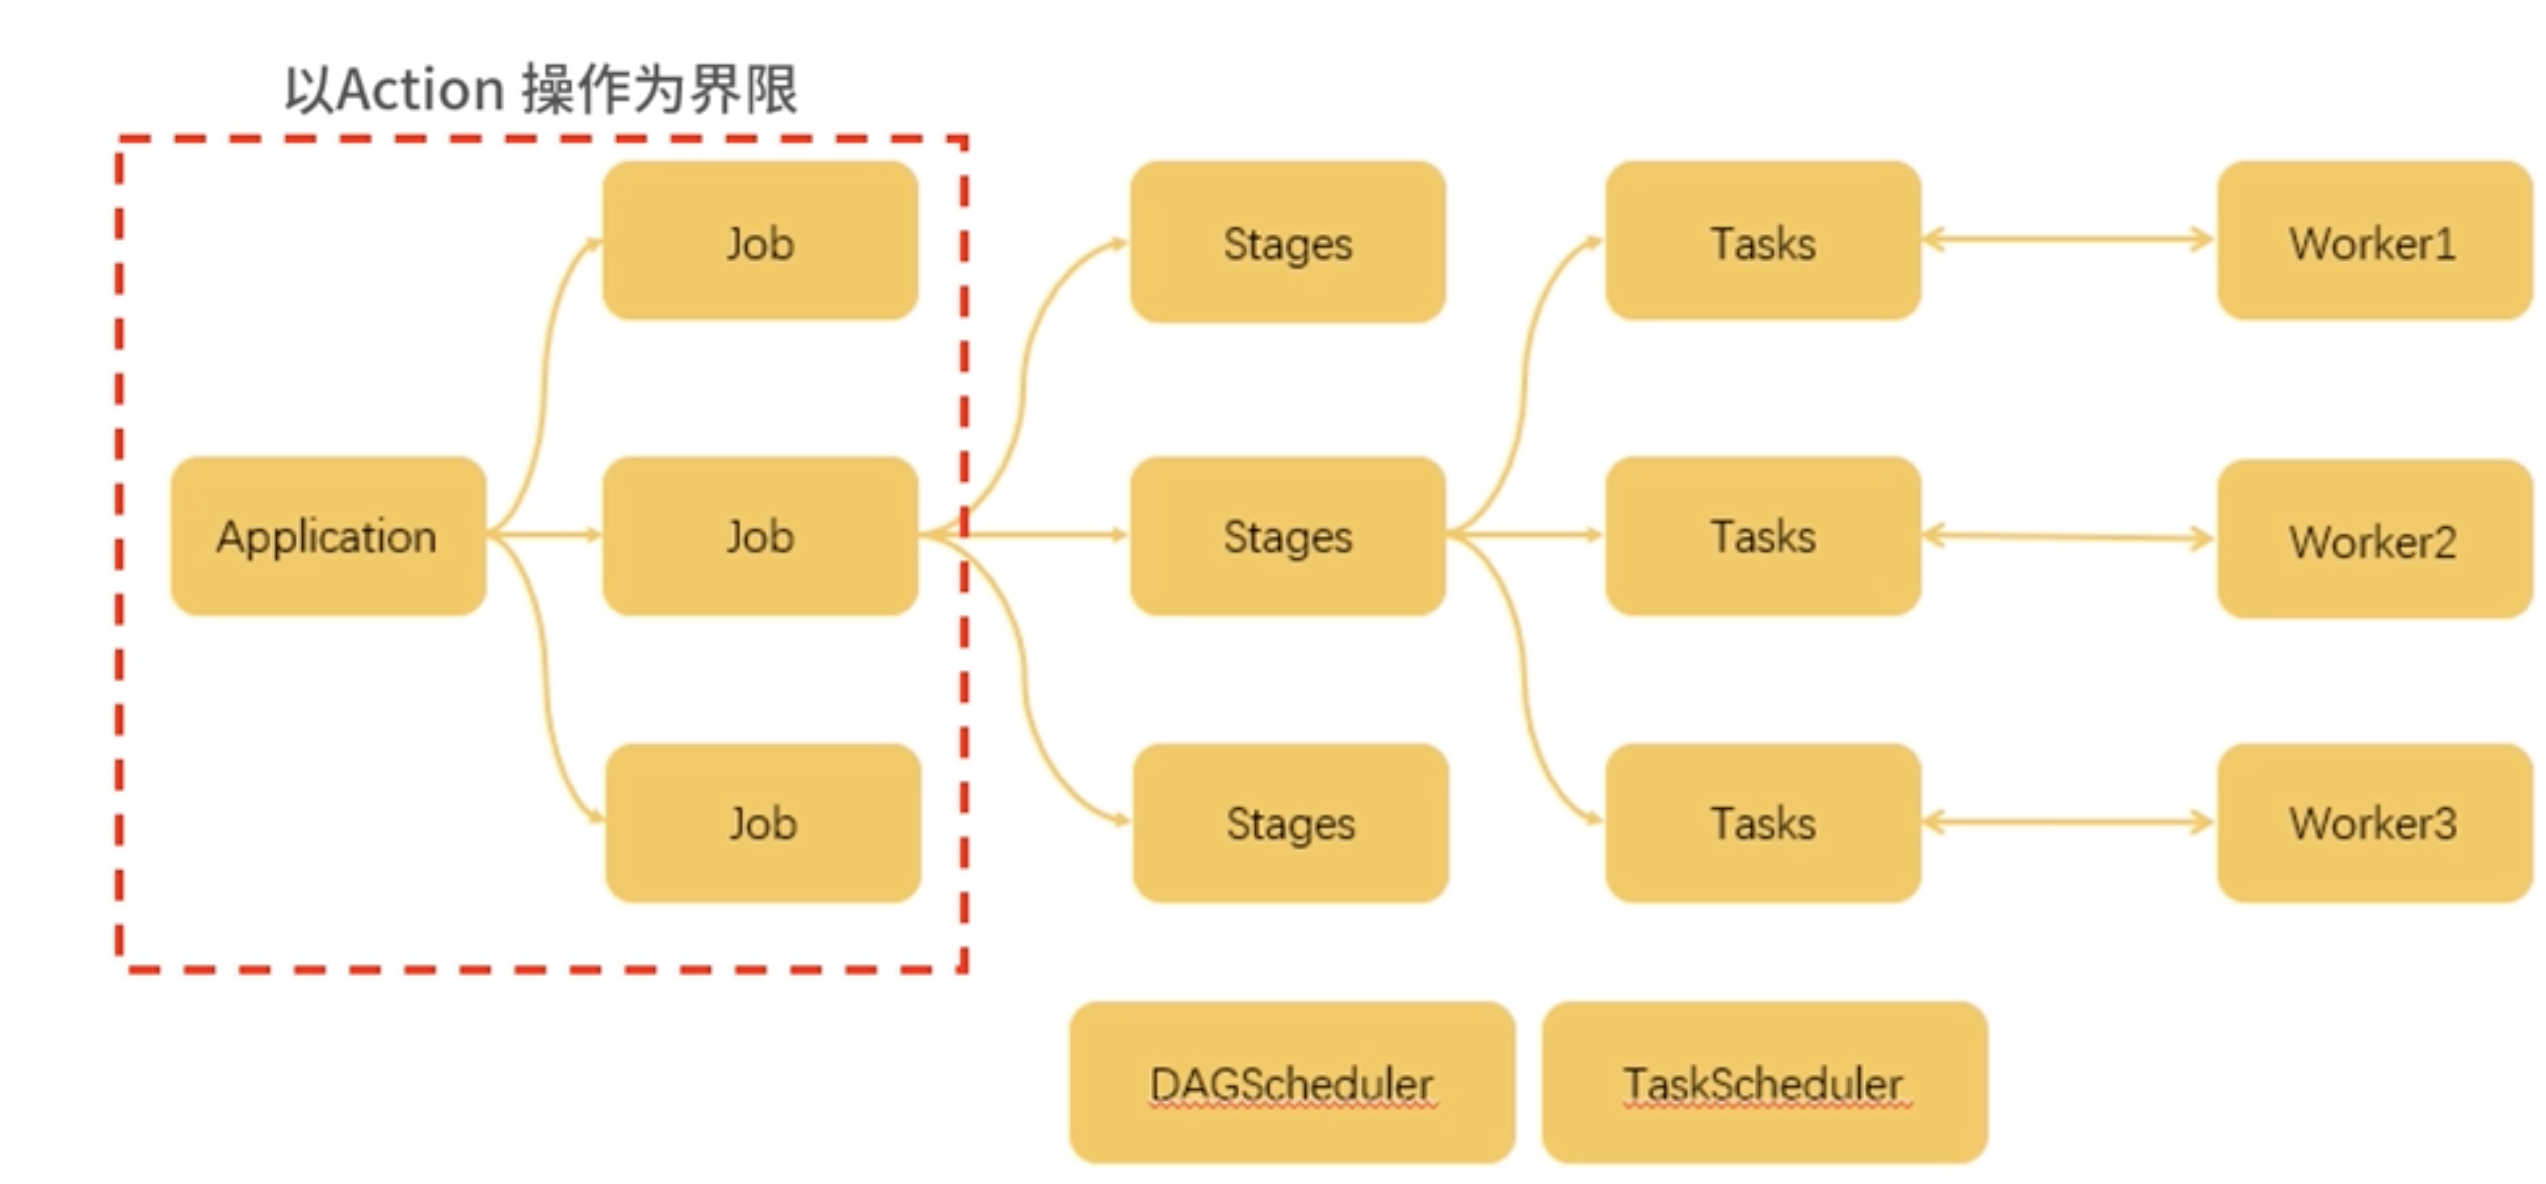 以Action 操作为界限
Job
Stages
Tasks
Worker1
Application
Job
Stages
Tasks
Worker2
Job
Stages
Tasks
Worker3
DAGScheduler
TaskScheduler